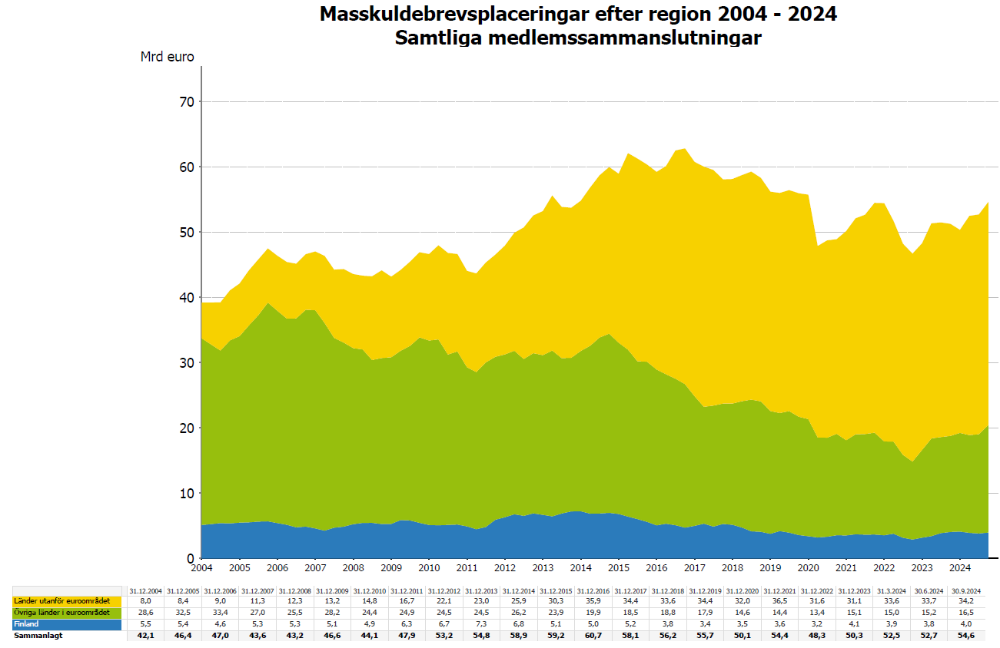 Masskuldebrevsplaceringar efter region 2004 - 2024
Samtliga medlemssammanslutningar
Mrd euro
70
60
50
40
30
20
10
0
2004 2005 2006 2007 2008 2009 2010 2011 2012 2013 2014 2015 2016 2017 2018 2019 2020 2021 2022 2023 2024
31.12.2004 31.12.2005 31.12.2006 31.12.2007 31.12.2008 31.12.2009 31.12.2010 31.12.2011 31.12.2012 31.12.2013 31.12.2014 31.12.2015 31.12.2016 31.12.2017 31.12.2018 31.12.2019 31.12.2020 31.12.2021 31.12.2022 31.12.2023 31.3.2024 30.6.2024 30.9.2024
Länder utanför euroområdet 8,0 8,4 9,0 11,3 12,3 13,2 14,8 16,7 22,1 23,0 25,9 30,3 35,9 34,4 33,6 34,4 32,0 36,5 31,6 31,1 33,6 33,7 34,2
Övriga länder i euroområdet 28,6 32,5 33,4 27,0 25,5 28,2 24,4 24,9 24,5 24,5 26,2 23,9 19,9 18,5 18,8 17,9 14,6 14,4 13,4 15,1 15,0 15,2 16,5
Finland 5,5 5,4 4,6 5,3 5,3 5,1 4,9 6,3 6,7 7,3 6,8 5,1 5,0 5,2 3,8 3,4 3,5 3,6 3,2 4,1 3,9 3,8 4,0
Sammanlagt 42,1 46,4 47,0 43,6 43,2 46,6 44,1 47,9 53,2 54,8 58,9 59,2 60,7 58,1 56,2 55,7 50,1 54,4 48,3 50,3 52,5 52,7 54,6